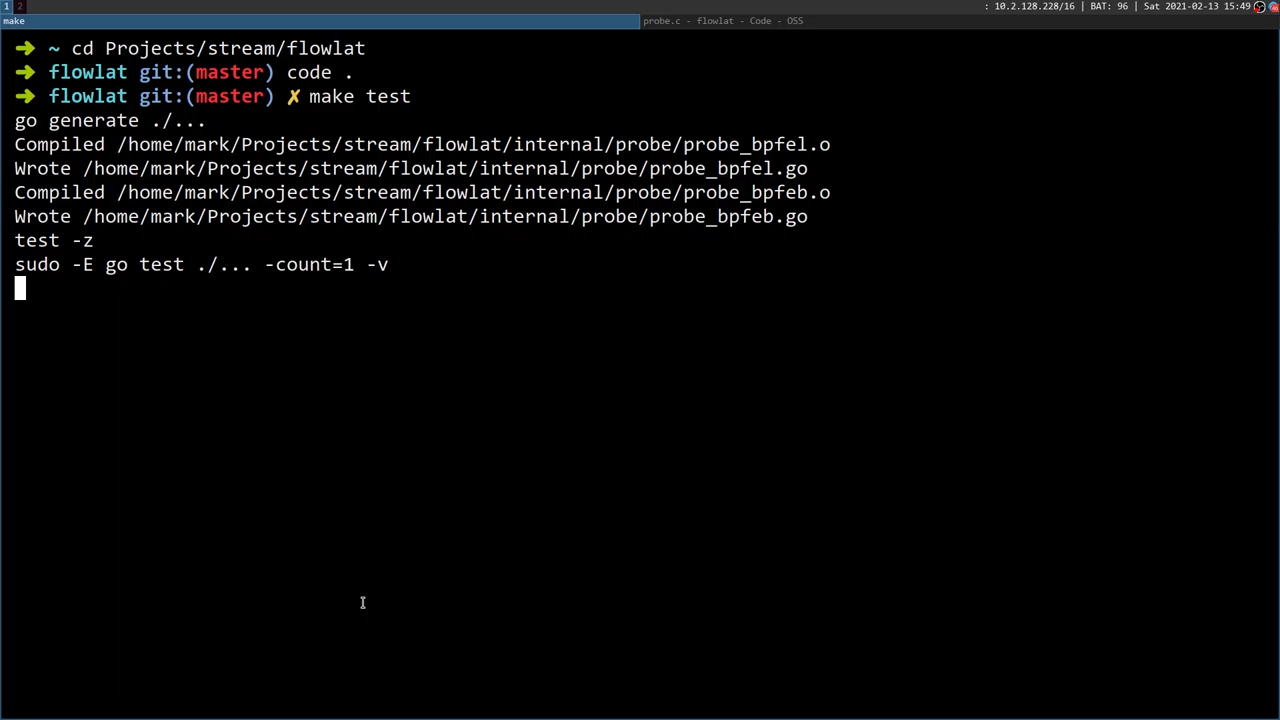 1 2 : 10.2.128.228/16 | BAT: 96 | Sat 2021-02-13 15:49
make probe.c - flowlat - Code - OSS
➜ ~ cd Projects/stream/flowlat
➜ flowlat git:(master) code .
➜ flowlat git:(master) ✗ make test
go generate ./...
Compiled /home/mark/Projects/stream/flowlat/internal/probe/probe_bpfel.o
Wrote /home/mark/Projects/stream/flowlat/internal/probe/probe_bpfel.go
Compiled /home/mark/Projects/stream/flowlat/internal/probe/probe_bpfeb.o
Wrote /home/mark/Projects/stream/flowlat/internal/probe/probe_bpfeb.go
test -z
sudo -E go test ./... -count=1 -v